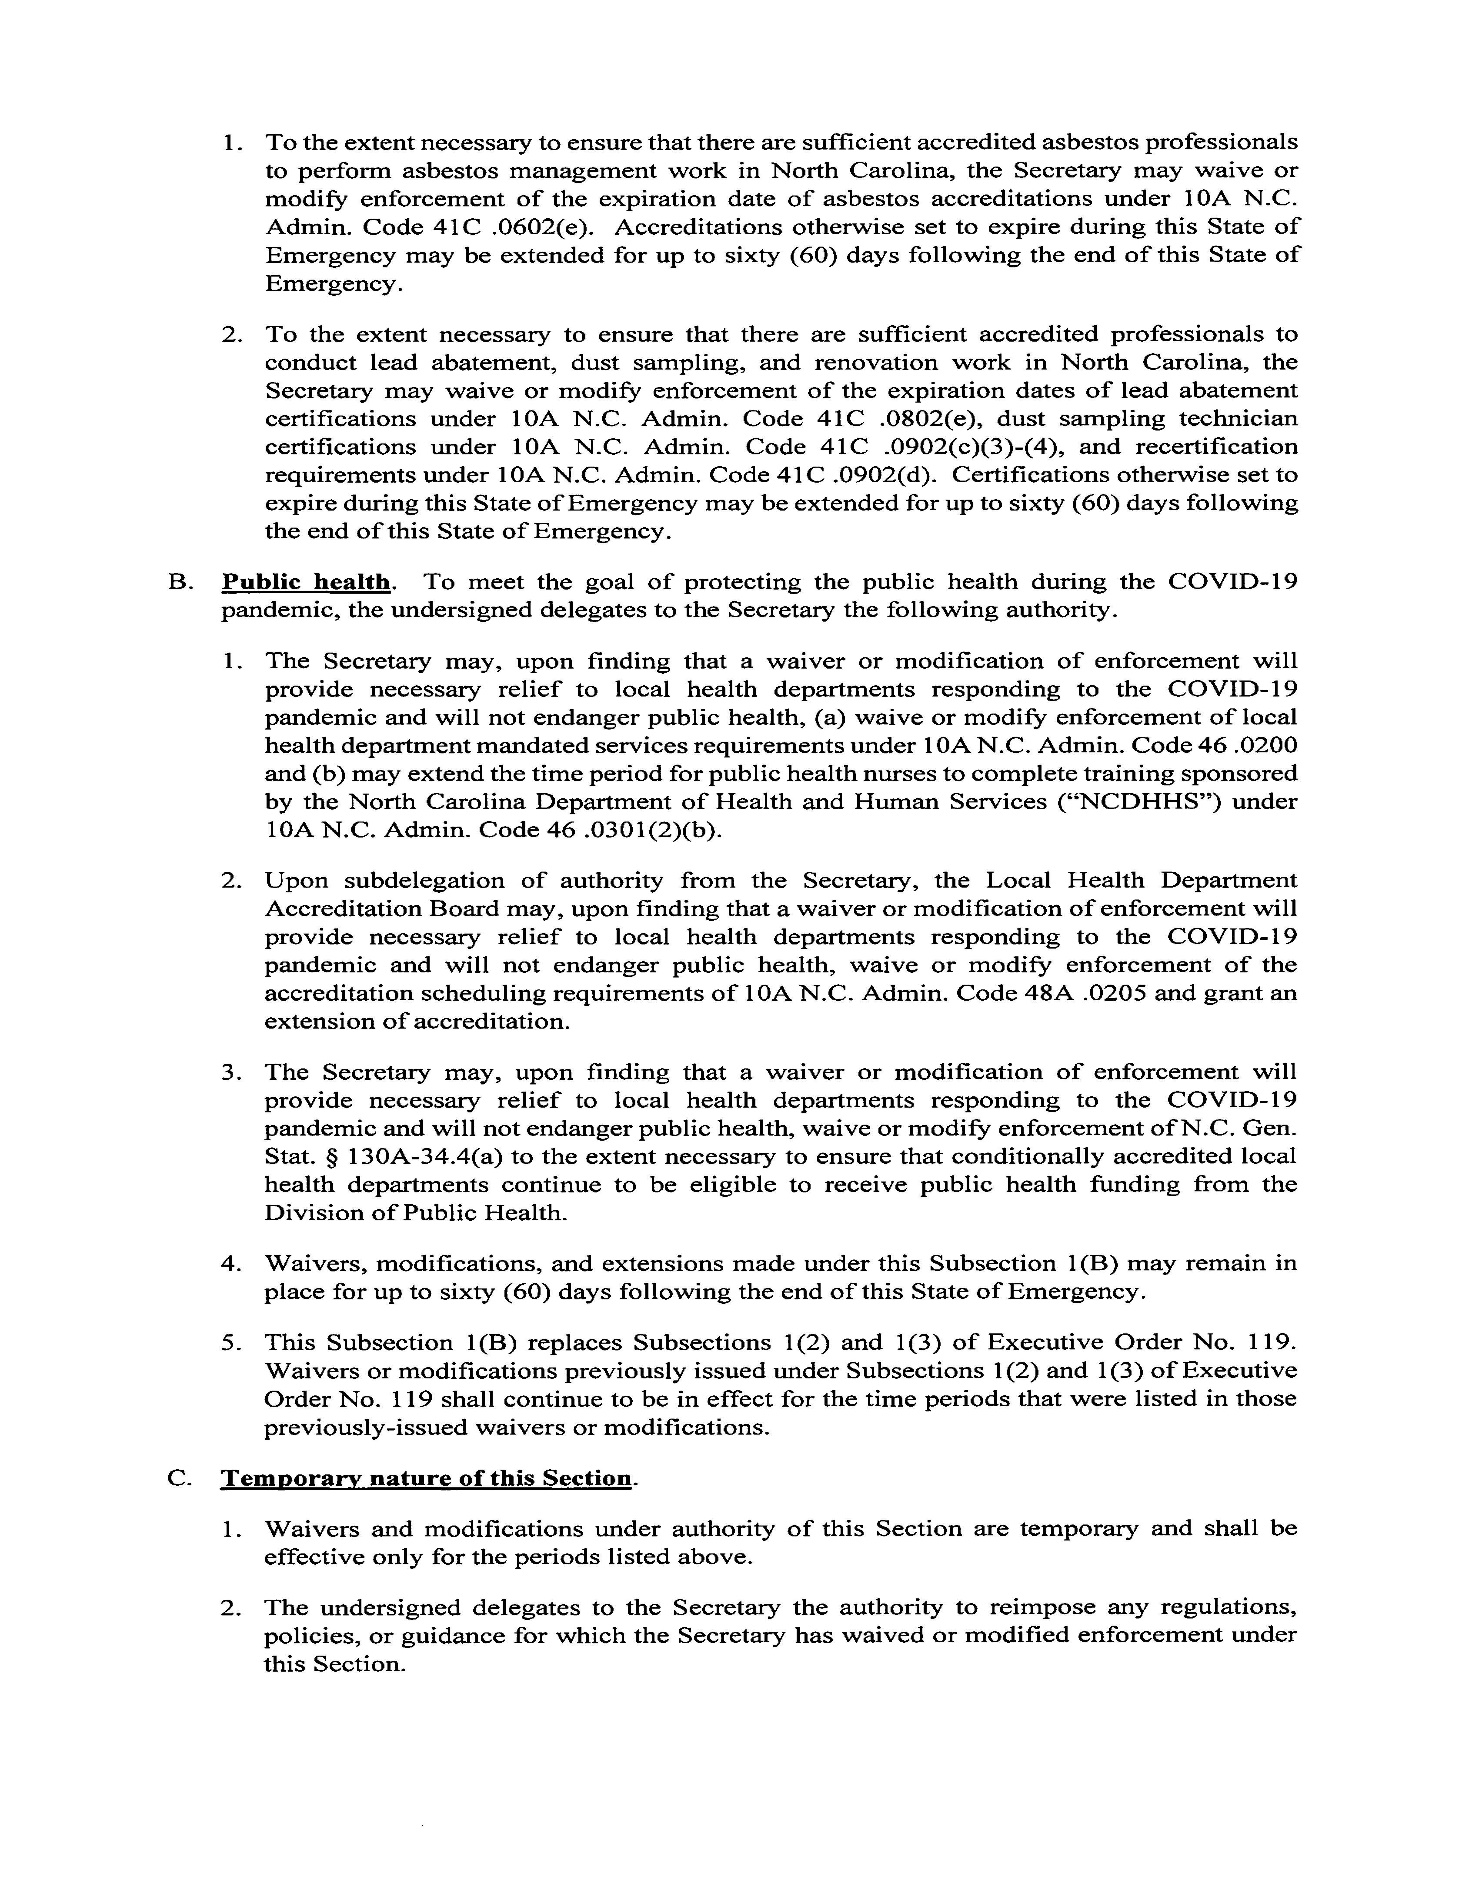 1. To the extent necessary to ensure that there are sufficient accredited asbestos professionals
to perform asbestos management work in North Carolina, the Secretary may waive or
modify enforcement of the expiration date of asbestos accreditations under 10A N.C.
Admin. Code 41C .0602(e). Accreditations otherwise set to expire during this State of
Emergency may be extended for up to sixty (60) days following the end of this State of
Emergency.
2. To the extent necessary to ensure that there are sufficient accredited professionals to
conduct lead abatement, dust sampling, and renovation work in North Carolina, the
Secretary may waive or modify enforcement of the expiration dates of lead abatement
certifications under 10A N.C. Admin. Code 41C .0802(e), dust sampling technician
certifications under 10A N.C. Admin. Code 41C .0902(c)(3)-(4), and recertification
requirements under 10A N.C. Admin. Code 41C .0902(d). Certifications otherwise set to
expire during this State of Emergency may be extended for up to sixty (60) days following
the end of this State of Emergency.
B. Public health. To meet the goal of protecting the public health during the COVID-19
pandemic, the undersigned delegates to the Secretary the following authority.
1. The Secretary may, upon finding that a waiver or modification of enforcement will
provide necessary relief to local health departments responding to the COVID-19
pandemic and will not endanger public health, (a) waive or modify enforcement of local
health department mandated services requirements under 10A N.C. Admin. Code 46 .0200
and (b) may extend the time period for public health nurses to complete training sponsored
by the North Carolina Department of Health and Human Services (“NCDHHS”) under
10A N.C. Admin. Code 46 .0301(2)(b).
2. Upon subdelegation of authority from the Secretary, the Local Health Department
Accreditation Board may, upon finding that a waiver or modification of enforcement will
provide necessary relief to local health departments responding to the COVID-19
pandemic and will not endanger public health, waive or modify enforcement of the
accreditation scheduling requirements of 10A N.C. Admin. Code 48A .0205 and grant an
extension of accreditation.
3. The Secretary may, upon finding that a waiver or modification of enforcement will
provide necessary relief to local health departments responding to the COVID-19
pandemic and will not endanger public health, waive or modify enforcement of N.C. Gen.
Stat. § 130A-34.4(a) to the extent necessary to ensure that conditionally accredited local
health departments continue to be eligible to receive public health funding from the
Division of Public Health.
4. Waivers, modifications, and extensions made under this Subsection 1(B) may remain in
place for up to sixty (60) days following the end of this State of Emergency.
5. This Subsection 1(B) replaces Subsections 1(2) and 1(3) of Executive Order No. 119.
Waivers or modifications previously issued under Subsections 1(2) and 1(3) of Executive
Order No. 119 shall continue to be in effect for the time periods that were listed in those
previously-issued waivers or modifications.
C. Temporary nature of this Section.
1. Waivers and modifications under authority of this Section are temporary and shall be
effective only for the periods listed above.
2. The undersigned delegates to the Secretary the authority to reimpose any regulations,
policies, or guidance for which the Secretary has waived or modified enforcement under
this Section.